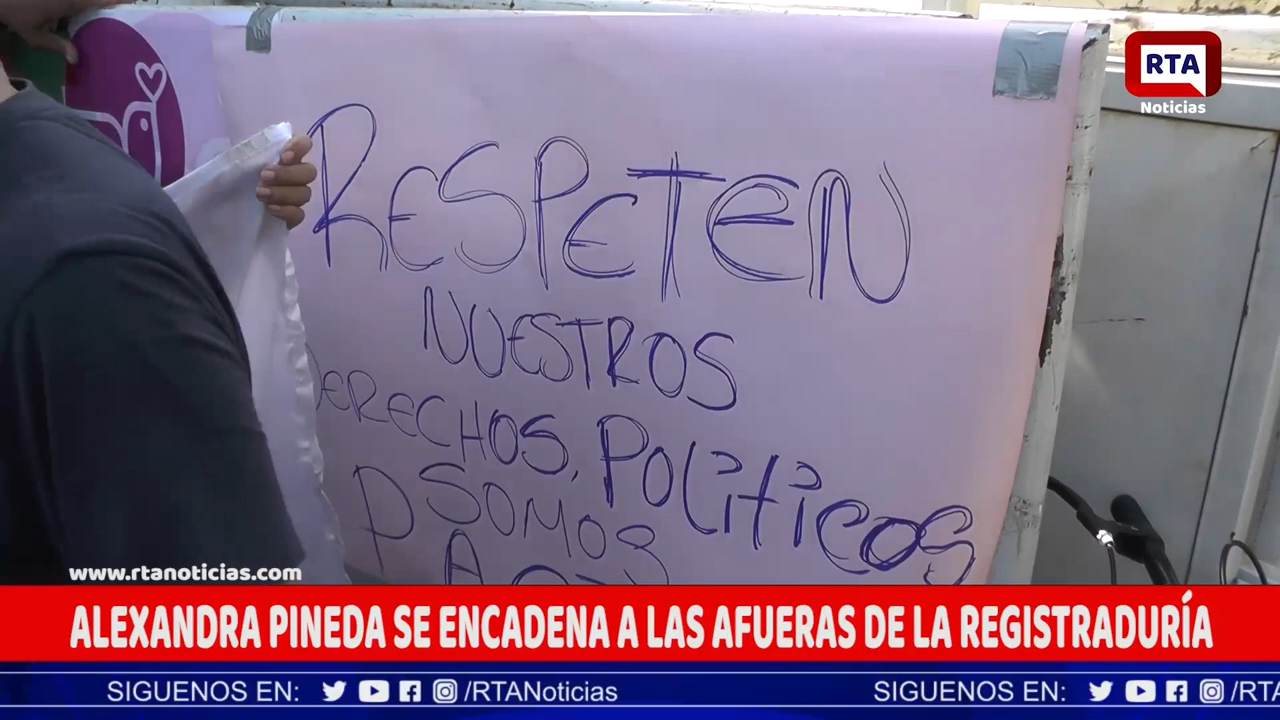 RTA
Noticias
RESPETEN
NUESTROS
DERECHOS, POLÍTICOS
SOMOS
www.rtanoticias.com
ALEXANDRA PINEDA SE ENCADENA A LAS AFUERAS DE LA REGISTRADURÍA
SIGUENOS EN: /RTANoticias SIGUENOS EN: /RTA